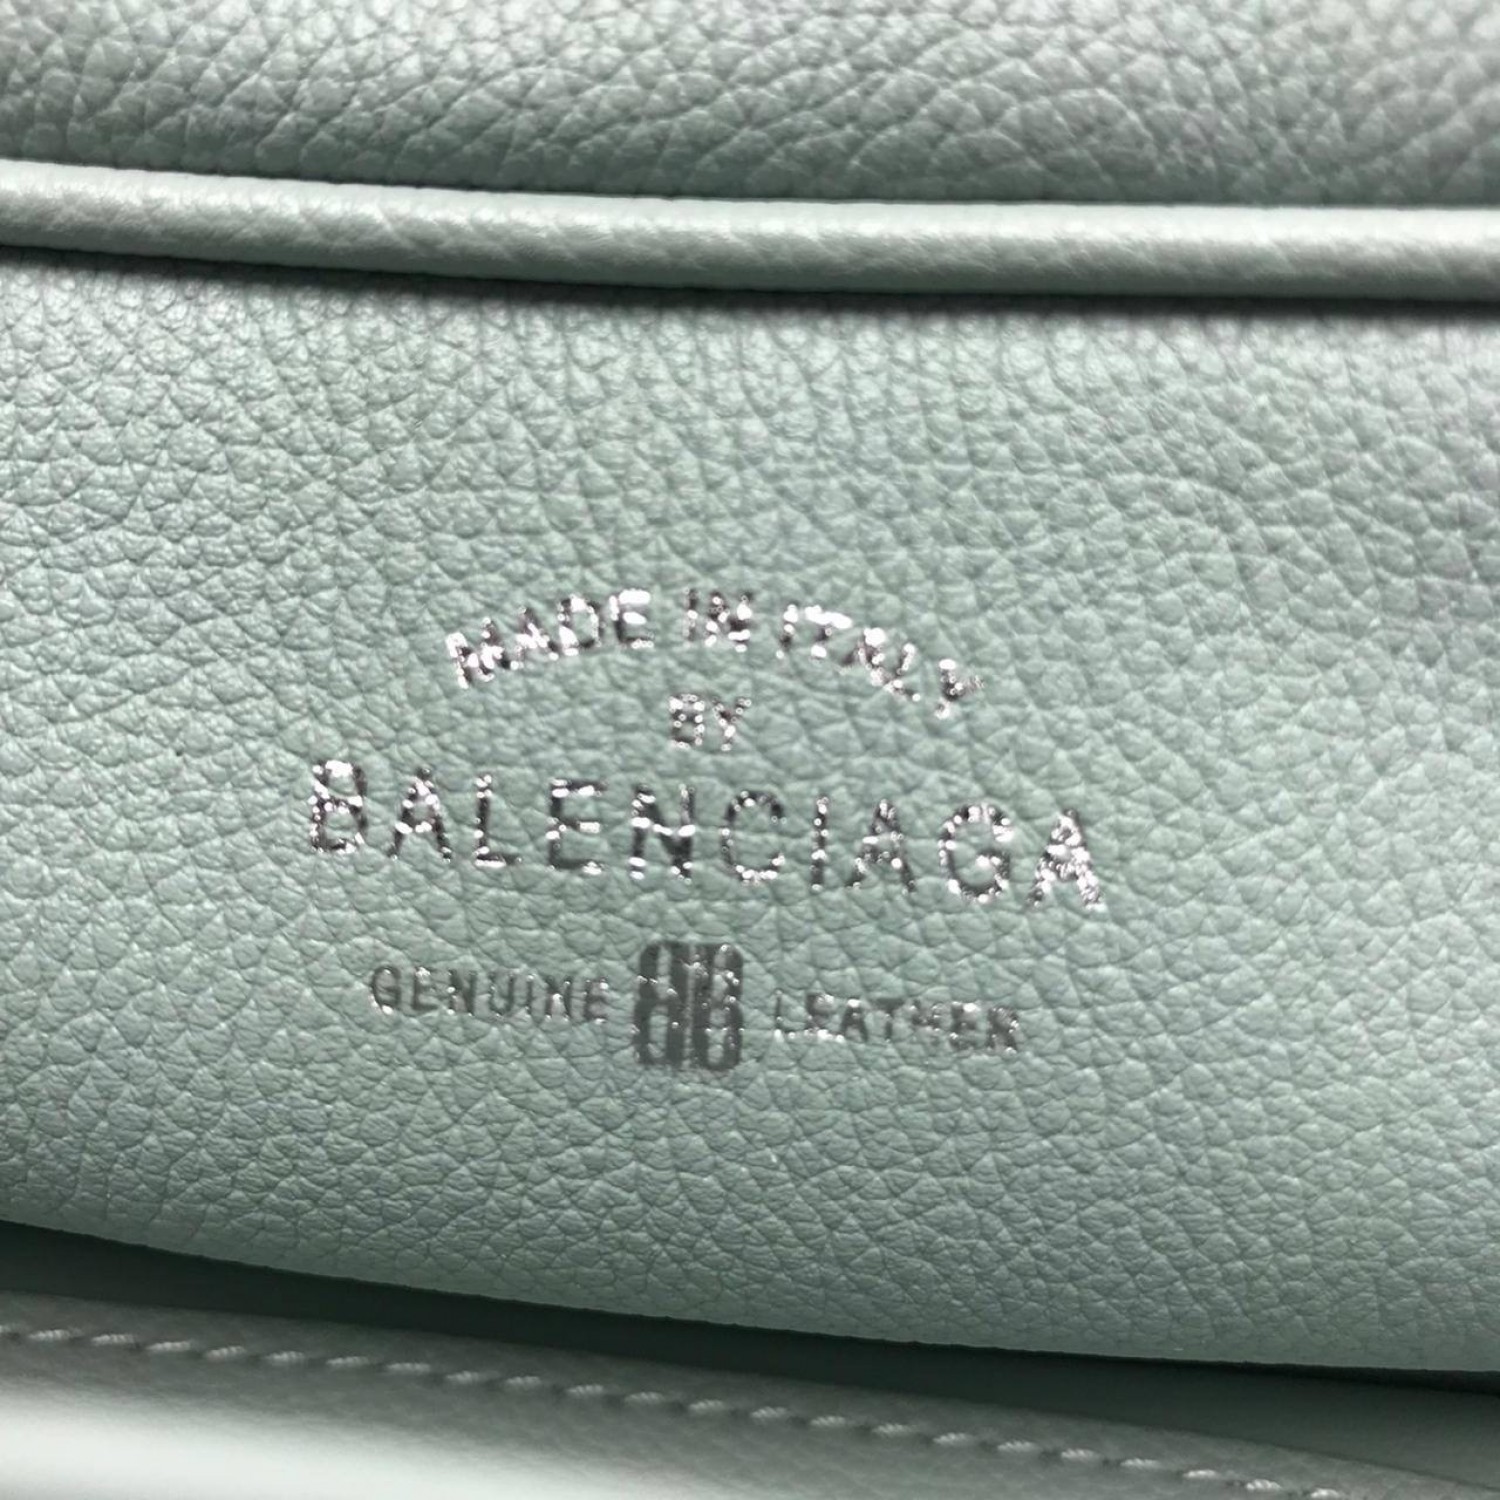 MADE IN ITALY
BY
BALENCIAGA
GENUINE BB LEATHER